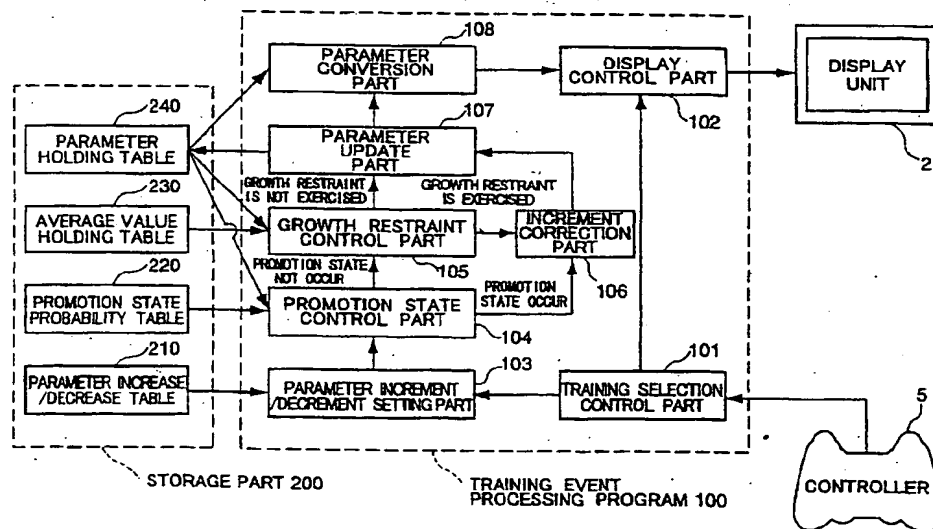 108
PARAMETER
CONVERSION
PART
DISPLAY
CONTROL PART
102
DISPLAY
UNIT
2
240
PARAMETER
HOLDING TABLE
107
PARAMETER
UPDATE
PART
230
AVERAGE VALUE
HOLDING TABLE
GROWTH RESTRAINT
IS NOT EXERCISED
GROWTH RESTRAINT
IS EXERCISED
GROWTH RESTRAINT
CONTROL PART
105
INCREMENT
CORRECTION
PART
106
220
PROMOTION STATE
PROBABILITY TABLE
PROMOTION STATE
NOT OCCUR
PROMOTION
STATE OCCUR
PROMOTION STATE
CONTROL PART
104
210
PARAMETER INCREASE
/DECREASE TABLE
103
PARAMETER INCREMENT
/DECREMENT SETTING PART
101
TRAINING SELECTION
CONTROL PART
5
CONTROLLER
STORAGE PART 200
TRAINING EVENT
PROCESSING PROGRAM 100